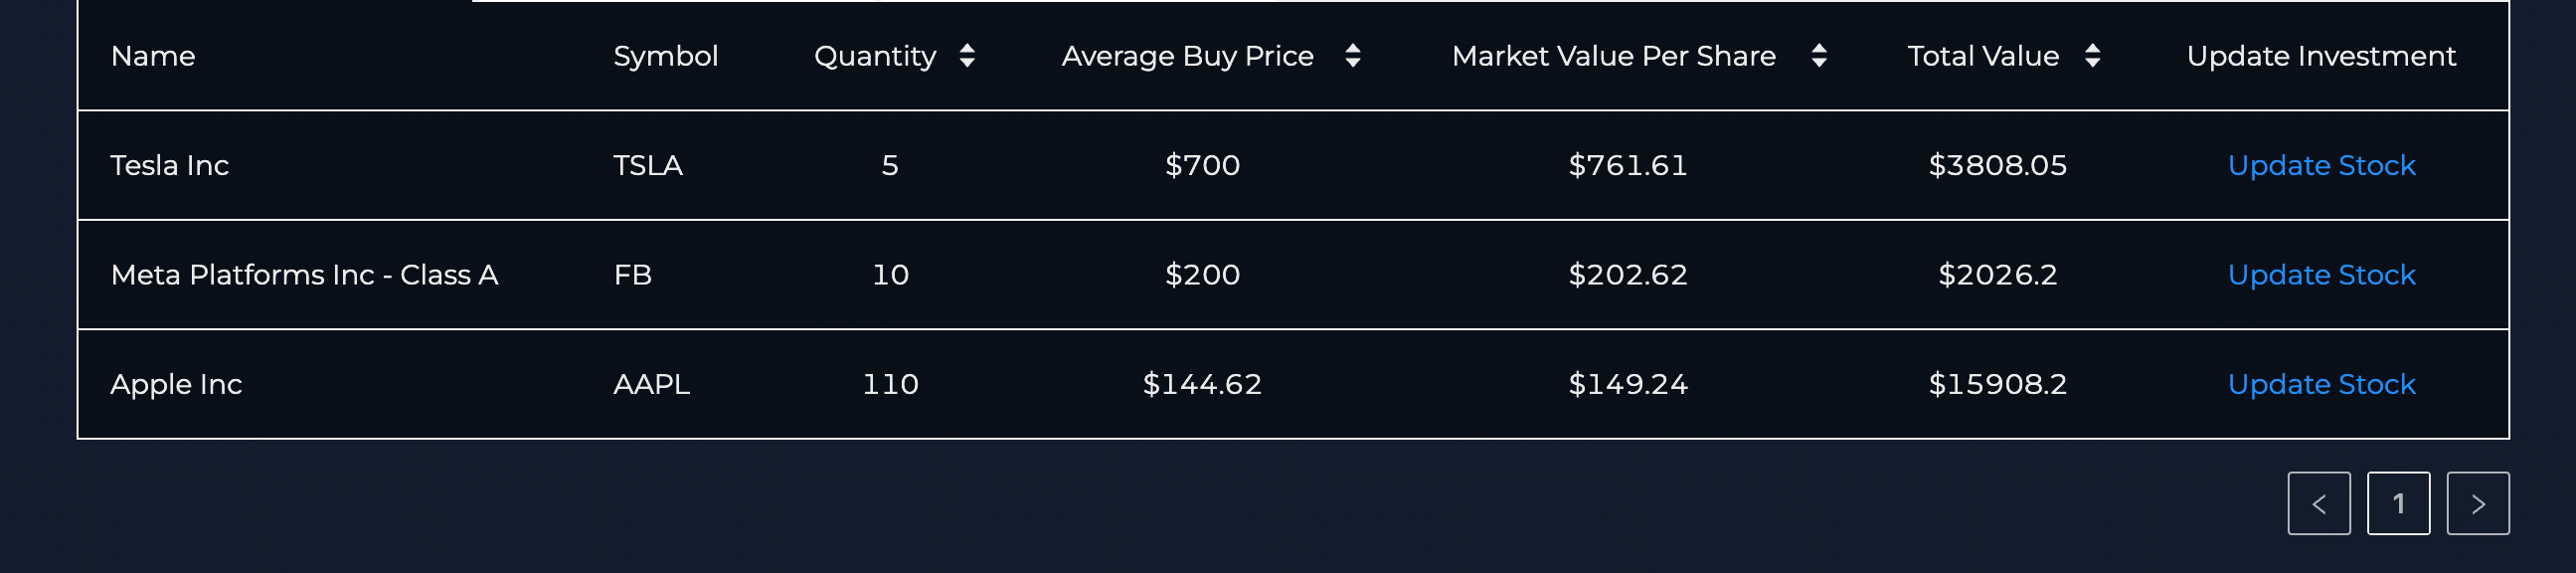 Name Symbol Quantity Average Buy Price Market Value Per Share Total Value Update Investment
Tesla Inc TSLA 5 $700 $761.61 $3808.05 Update Stock
Meta Platforms Inc - Class A FB 10 $200 $202.62 $2026.2 Update Stock
Apple Inc AAPL 110 $144.62 $149.24 $15908.2 Update Stock
< 1 >